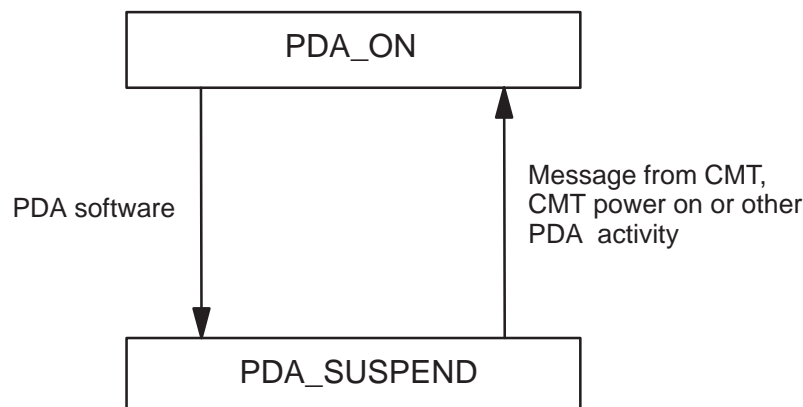 PDA_ON
PDA software
Message from CMT,
CMT power on or other
PDA activity
PDA_SUSPEND